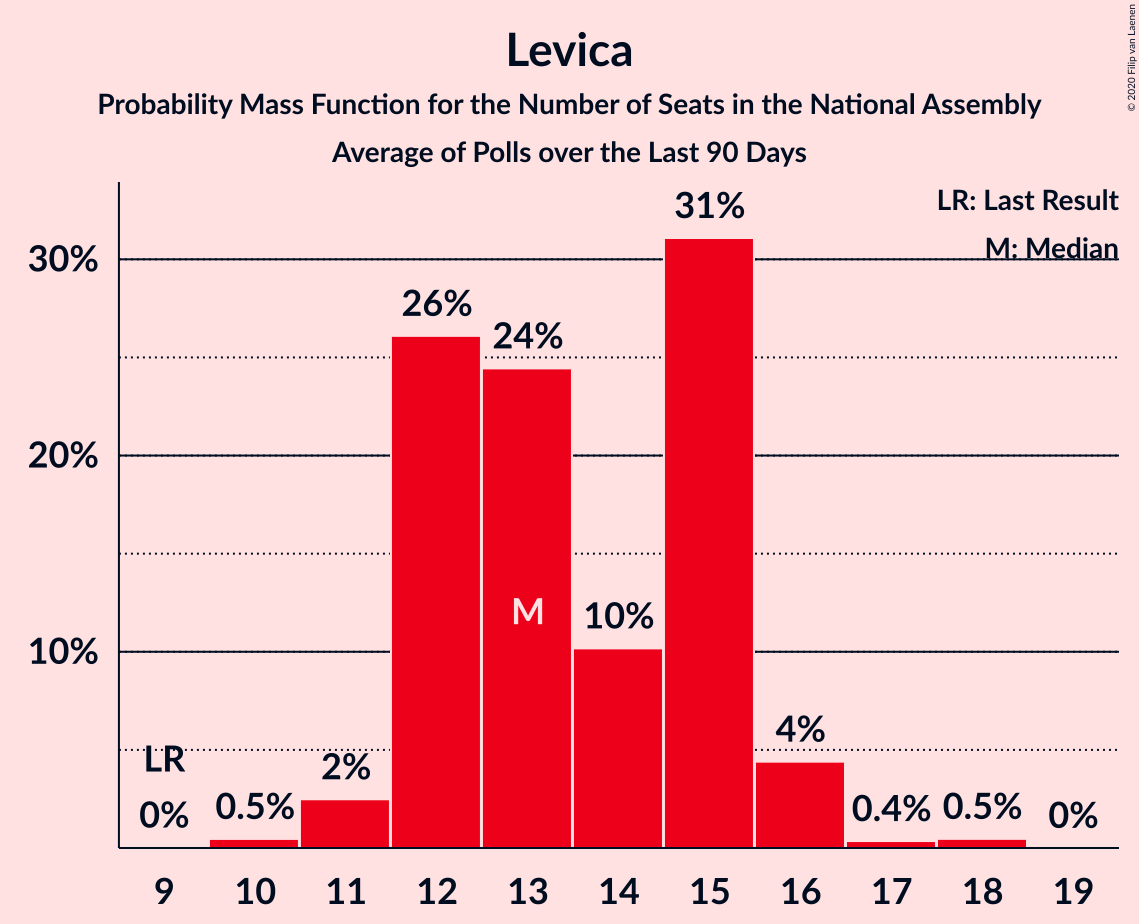 Levica
Probability Mass Function for the Number of Seats in the National Assembly
Average of Polls over the Last 90 Days
© 2020 Filip van Laenen
LR: Last Result
M: Median
30%
20%
10%
LR
0%
0.5%
2%
26%
24%
M
10%
31%
4%
0.4%
0.5%
0%
9 10 11 12 13 14 15 16 17 18 19